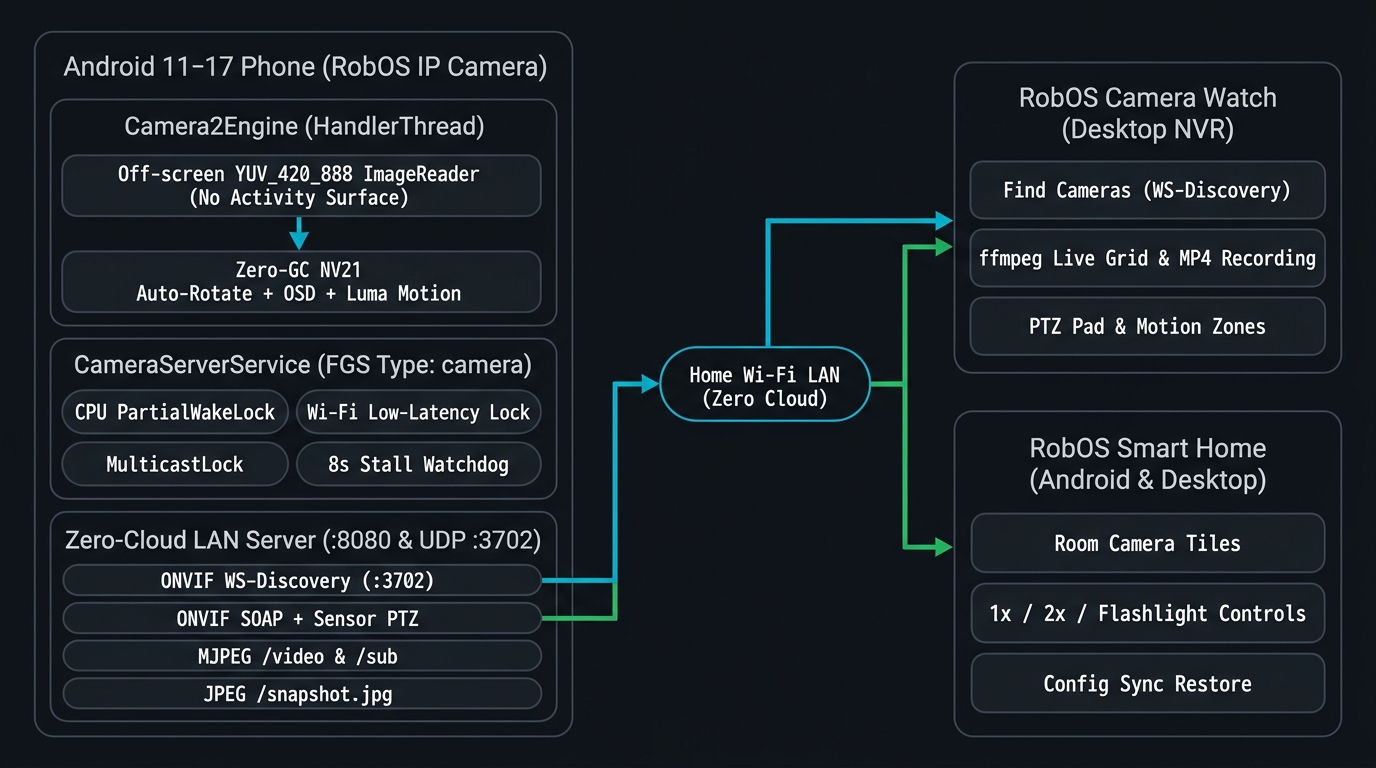 Android 11–17 Phone (RobOS IP Camera)
Camera2Engine (HandlerThread)
Off-screen YUV_420_888 ImageReader
(No Activity Surface)
Zero-GC NV21
Auto-Rotate + OSD + Luma Motion
CameraServerService (FGS Type: camera)
CPU PartialWakeLock
Wi-Fi Low-Latency Lock
MulticastLock
8s Stall Watchdog
Zero-Cloud LAN Server (:8080 & UDP :3702)
ONVIF WS-Discovery (:3702)
ONVIF SOAP + Sensor PTZ
MJPEG /video & /sub
JPEG /snapshot.jpg
Home Wi-Fi LAN
(Zero Cloud)
RobOS Camera Watch
(Desktop NVR)
Find Cameras (WS-Discovery)
ffmpeg Live Grid & MP4 Recording
PTZ Pad & Motion Zones
RobOS Smart Home
(Android & Desktop)
Room Camera Tiles
1x / 2x / Flashlight Controls
Config Sync Restore